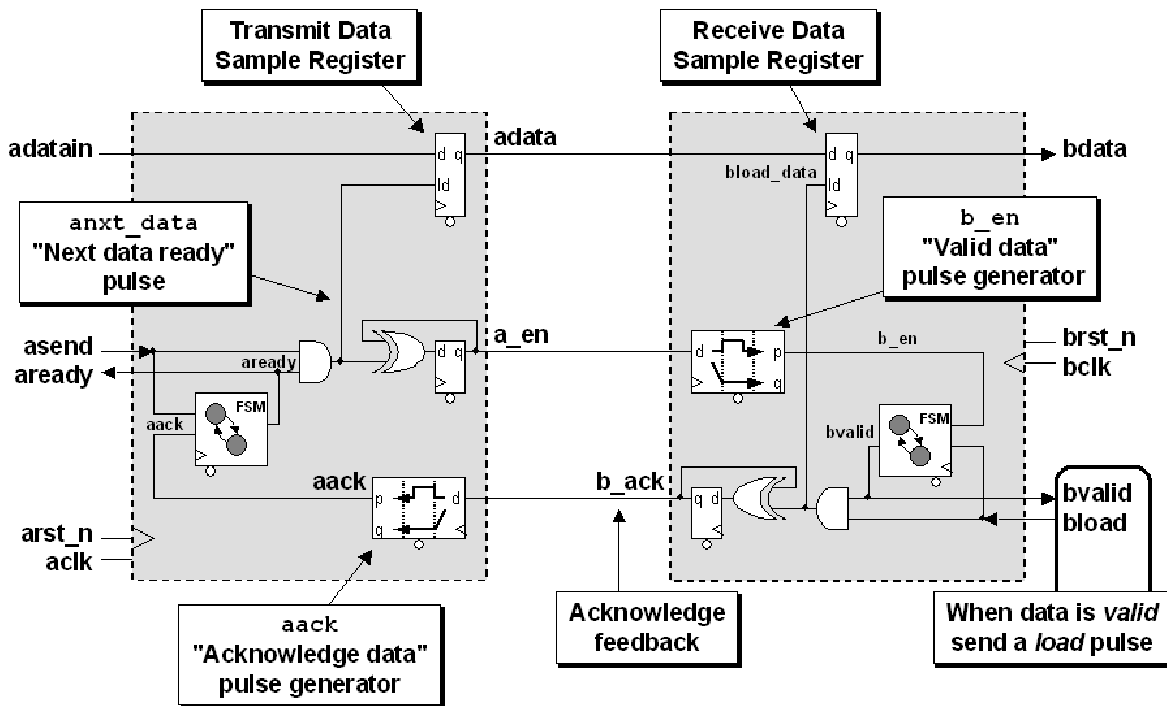 Transmit Data
Sample Register
Receive Data
Sample Register
adatain
d q
ld
adata
bload_data
d q
ld
bdata
anxt_data
"Next data ready"
pulse
b_en
"Valid data"
pulse generator
asend
aready
aready
d q
a_en
d
p
q
b_en
brst_n
bclk
FSM
aack
FSM
bvalid
aack
p
q
d
b_ack
q d
bvalid
bload
arst_n
aclk
aack
"Acknowledge data"
pulse generator
Acknowledge
feedback
When data is valid
send a load pulse